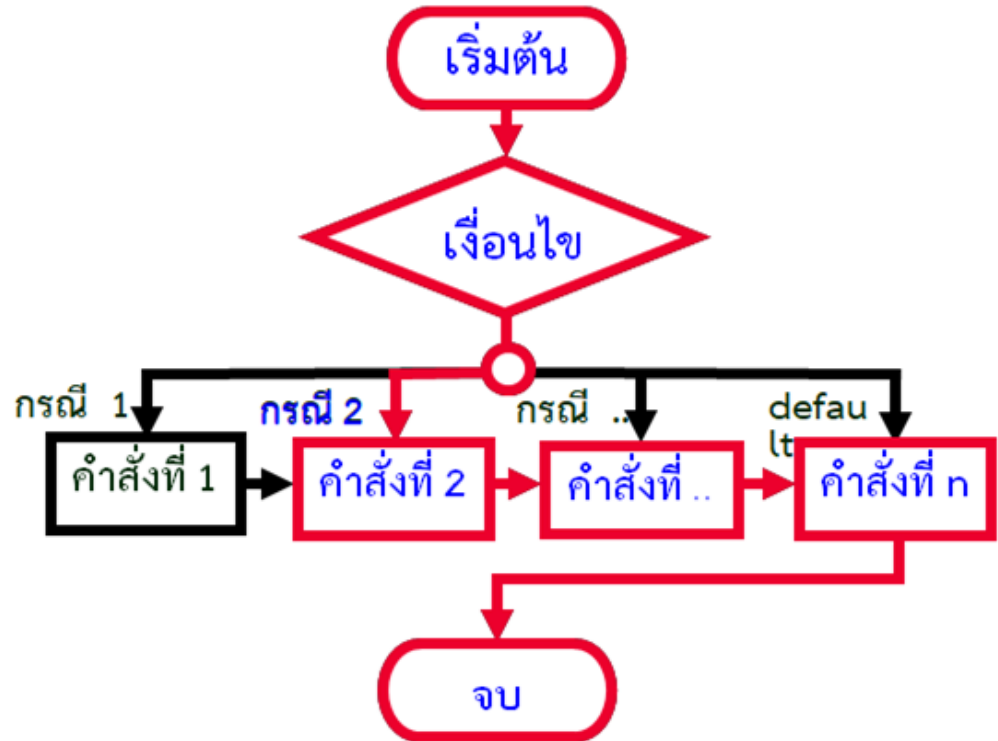 เริ่มต้น
เงื่อนไข
กรณี 1
กรณี 2
กรณี ..
defau
lt
คำสั่งที่ 1
คำสั่งที่ 2
คำสั่งที่ ..
คำสั่งที่ n
จบ